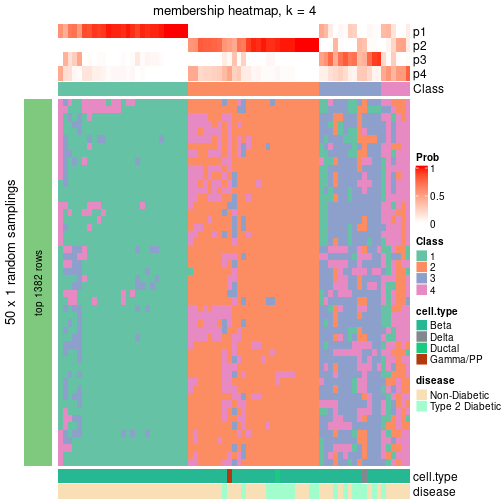 membership heatmap, k = 4
p1
p2
p3
p4
Class
50 x 1 random samplings
top 1382 rows
Prob
1
0.5
0
Class
1
2
3
4
cell.type
Beta
Delta
Ductal
Gamma/PP
disease
Non-Diabetic
Type 2 Diabetic
cell.type
disease